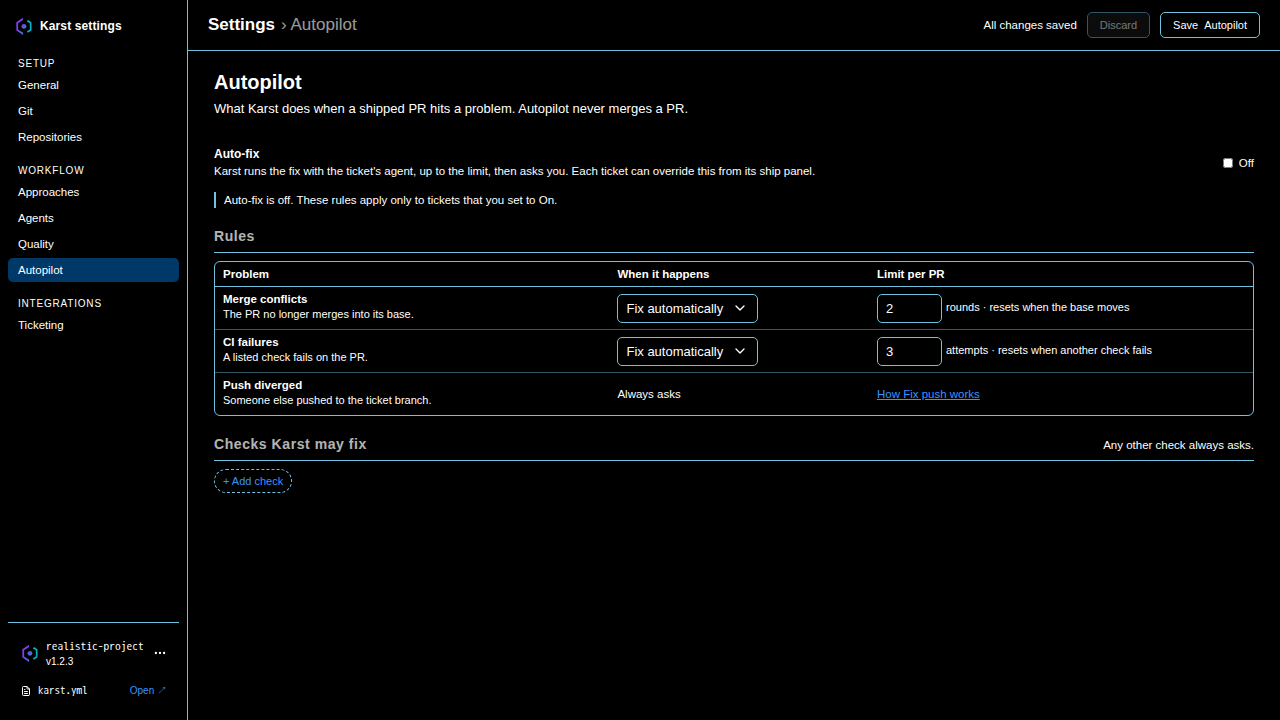 Karst settings
SETUP
General
Git
Repositories
WORKFLOW
Approaches
Agents
Quality
Autopilot
INTEGRATIONS
Ticketing
realistic-project
v1.2.3
karst.yml
Open ↗
Settings › Autopilot
All changes saved
Discard
Save Autopilot
Autopilot
What Karst does when a shipped PR hits a problem. Autopilot never merges a PR.
Auto-fix
Karst runs the fix with the ticket's agent, up to the limit, then asks you. Each ticket can override this from its ship panel.
Off
Auto-fix is off. These rules apply only to tickets that you set to On.
Rules
Problem When it happens Limit per PR
Merge conflicts
The PR no longer merges into its base.
Fix automatically
2 rounds · resets when the base moves
CI failures
A listed check fails on the PR.
Fix automatically
3 attempts · resets when another check fails
Push diverged
Someone else pushed to the ticket branch.
Always asks
How Fix push works
Checks Karst may fix
Any other check always asks.
+ Add check